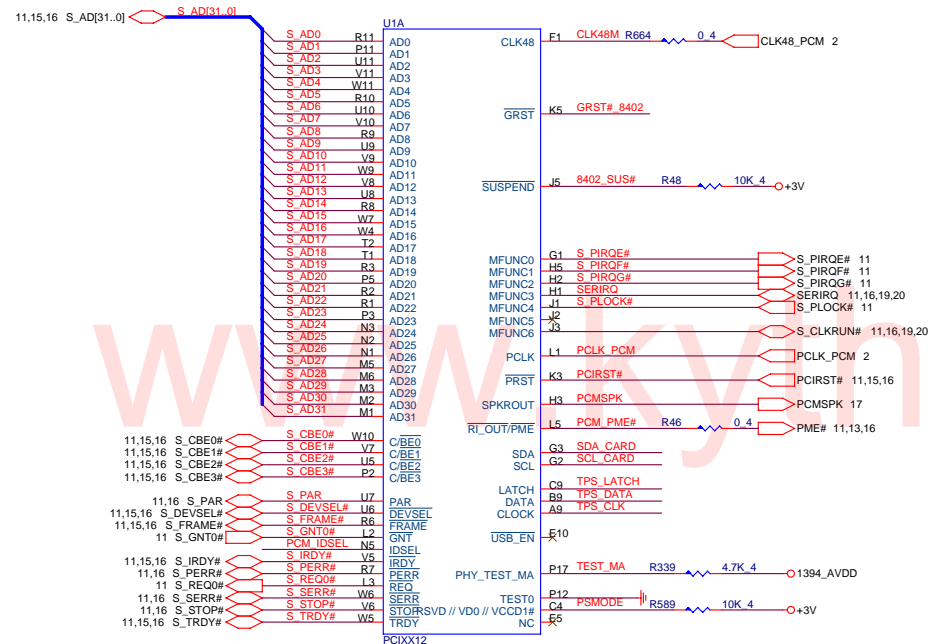 11,15,16 S_AD[31..0] S_AD[31..0]
U1A
S_AD0 R11 AD0 CLK48 F1 CLK48M R664 0_4 CLK48_PCM 2
S_AD1 P11 AD1
S_AD2 U11 AD2
S_AD3 V11 AD3
S_AD4 W11 AD4
S_AD5 R10 AD5
S_AD6 U10 AD6 GRST K5 GRST#_8402
S_AD7 V10 AD7
S_AD8 R9 AD8
S_AD9 U9 AD9
S_AD10 V9 AD10
S_AD11 W9 AD11
S_AD12 V8 AD12 SUSPEND J5 8402_SUS# R48 10K_4 +3V
S_AD13 U8 AD13
S_AD14 R8 AD14
S_AD15 W7 AD15
S_AD16 W4 AD16
S_AD17 T2 AD17
S_AD18 T1 AD18 MFUNC0 G1 S_PIRQE# S_PIRQE# 11
S_AD19 R3 AD19 MFUNC1 H5 S_PIRQF# S_PIRQF# 11
S_AD20 P5 AD20 MFUNC2 H2 S_PIRQG# S_PIRQG# 11
S_AD21 R2 AD21 MFUNC3 H1 SERIRQ SERIRQ 11,16,19,20
S_AD22 R1 AD22 MFUNC4 J1 S_PLOCK# S_PLOCK# 11
S_AD23 P3 AD23 MFUNC5 J2
S_AD24 N3 AD24 MFUNC6 J3 S_CLKRUN# 11,16,19,20
S_AD25 N2 AD25
S_AD26 N1 AD26 PCLK L1 PCLK_PCM PCLK_PCM 2
S_AD27 M5 AD27
S_AD28 M6 AD28 PRST K3 PCIRST# PCIRST# 11,15,16
S_AD29 M3 AD29
S_AD30 M2 AD30 SPKROUT H3 PCMSPK PCMSPK 17
S_AD31 M1 AD31
RI_OUT/PME L5 PCM_PME# R46 0_4 PME# 11,13,16
11,15,16 S_CBE0# S_CBE0# W10 C/BE0
11,15,16 S_CBE1# S_CBE1# V7 C/BE1 SDA G3 SDA_CARD
11,15,16 S_CBE2# S_CBE2# U5 C/BE2 SCL G2 SCL_CARD
11,15,16 S_CBE3# S_CBE3# P2 C/BE3
LATCH C9 TPS_LATCH
11,16 S_PAR S_PAR U7 PAR DATA B9 TPS_DATA
11,15,16 S_DEVSEL# S_DEVSEL# U6 DEVSEL CLOCK A9 TPS_CLK
11,15,16 S_FRAME# S_FRAME# R6 FRAME
11 S_GNT0# S_GNT0# L2 GNT USB_EN E10
PCM_IDSEL N5 IDSEL
11,15,16 S_IRDY# S_IRDY# V5 IRDY
11,16 S_PERR# S_PERR# R7 PERR PHY_TEST_MA P17 TEST_MA R339 4.7K_4 1394_AVDD
11 S_REQ0# S_REQ0# L3 REQ
11,16 S_SERR# S_SERR# W6 SERR TEST0 P12
11,16 S_STOP# S_STOP# V6 STOP RSVD // VD0 // VCCD1# C4 PSMODE R589 10K_4 +3V
11,15,16 S_TRDY# S_TRDY# W5 TRDY NC E5
PCIXX12
www.kyth